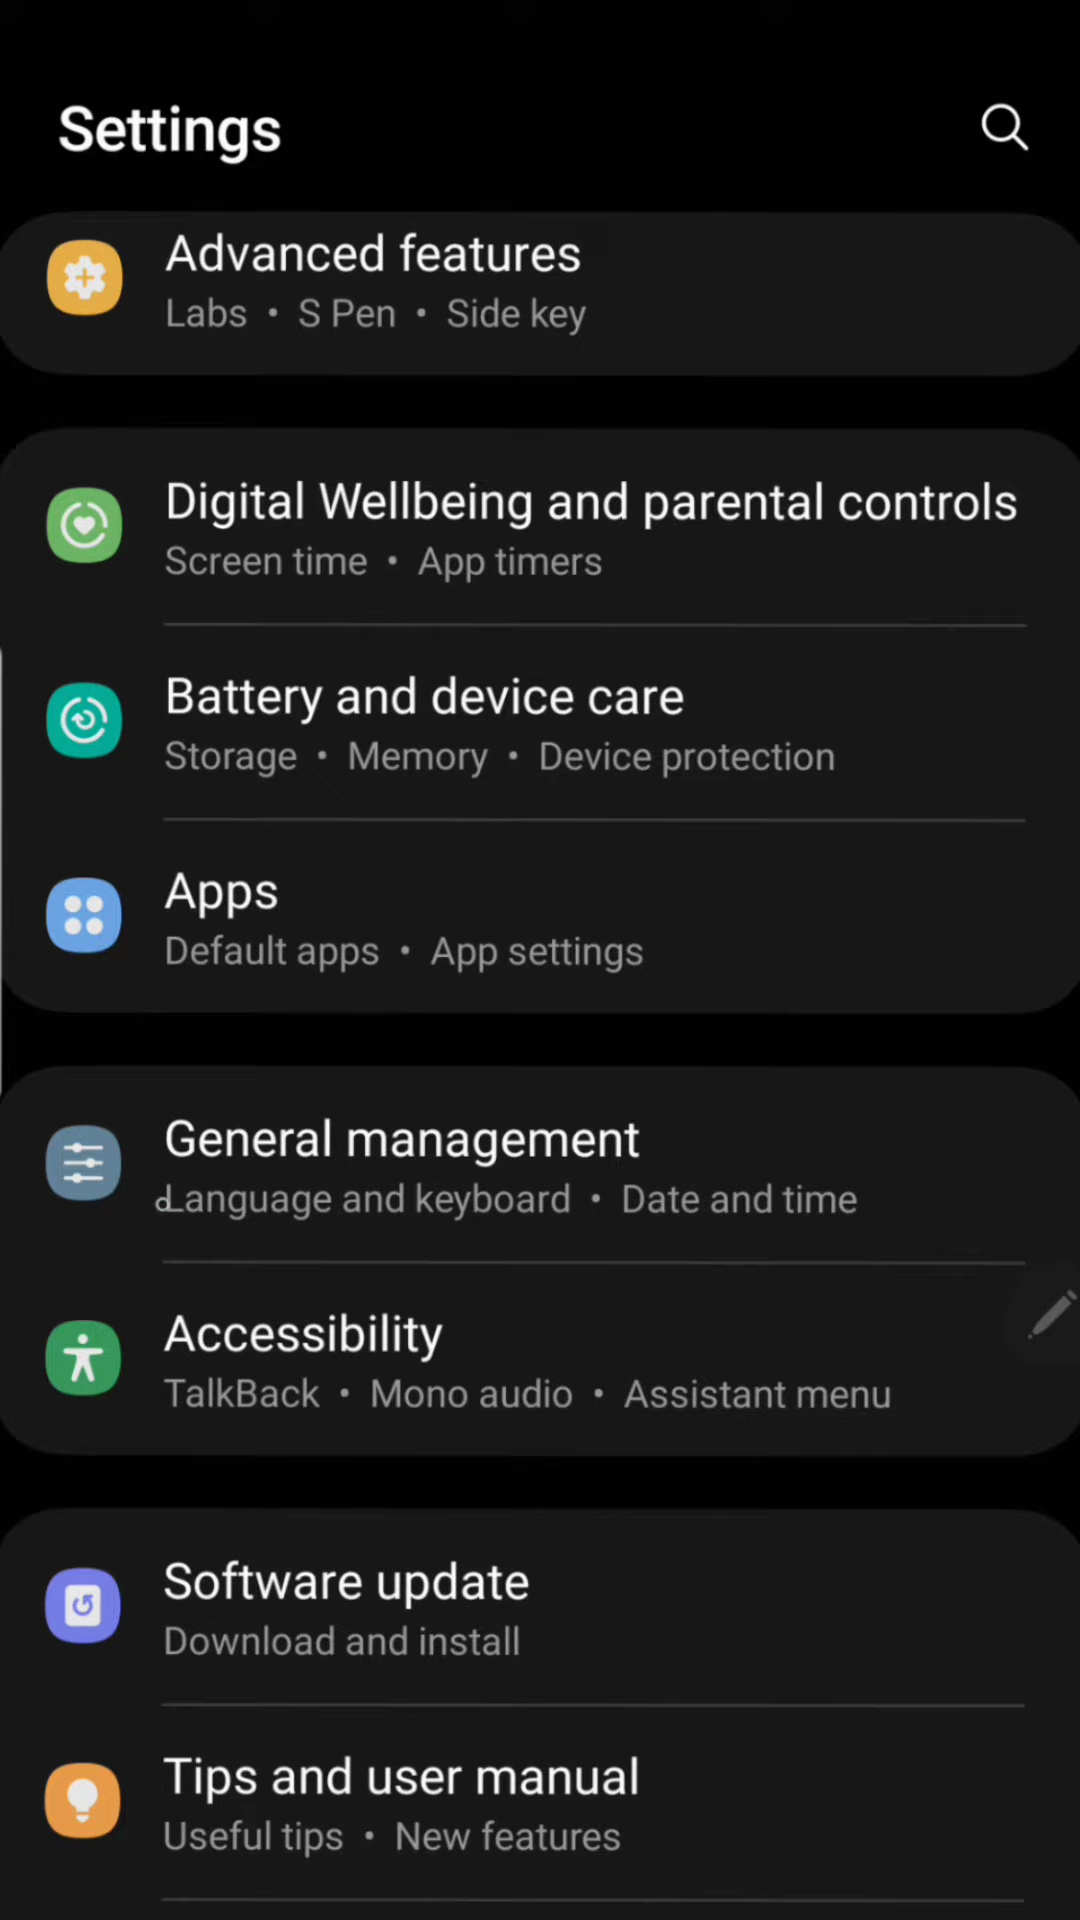 Settings
Advanced features
Labs • S Pen • Side key
Digital Wellbeing and parental controls
Screen time • App timers
Battery and device care
Storage • Memory • Device protection
Apps
Default apps • App settings
General management
Language and keyboard • Date and time
Accessibility
TalkBack • Mono audio • Assistant menu
Software update
Download and install
Tips and user manual
Useful tips • New features